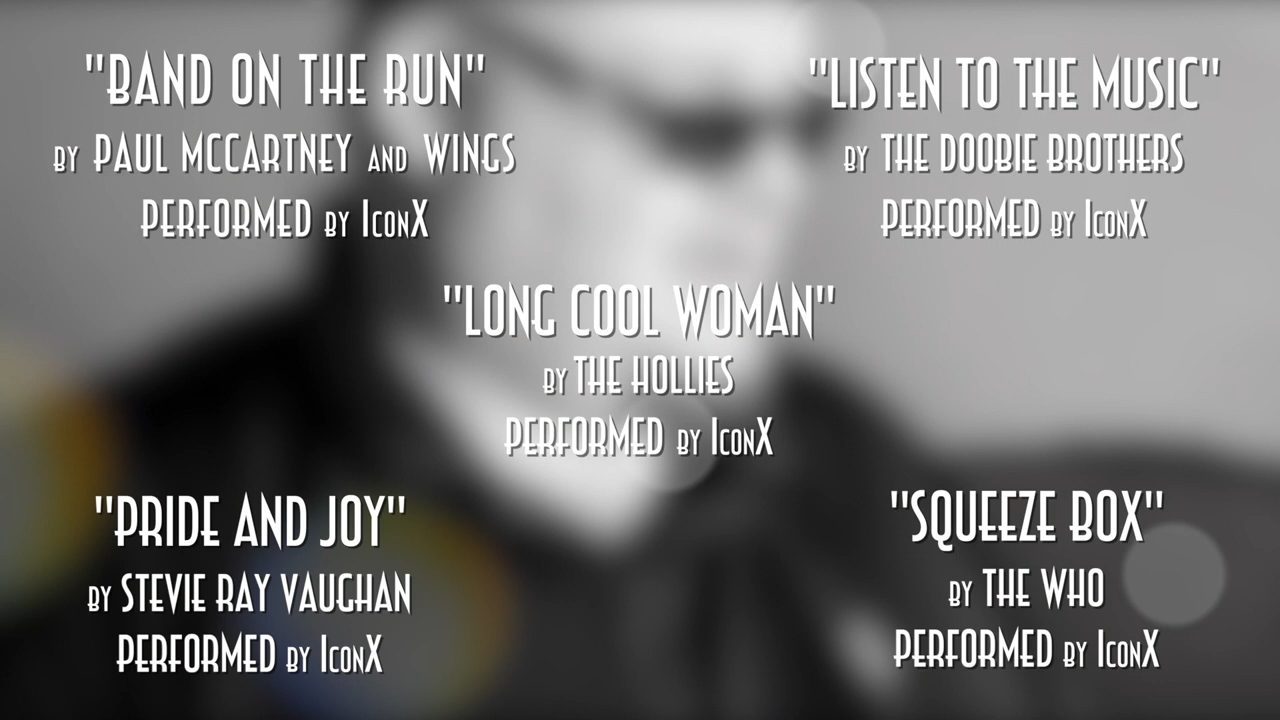 "BAND ON THE RUN"
BY PAUL MCCARTNEY AND WINGS
PERFORMED BY ICONX
"LISTEN TO THE MUSIC"
BY THE DOOBIE BROTHERS
PERFORMED BY ICONX
"LONG COOL WOMAN"
BY THE HOLLIES
PERFORMED BY ICONX
"PRIDE AND JOY"
BY STEVIE RAY VAUGHAN
PERFORMED BY ICONX
"SQUEEZE BOX"
BY THE WHO
PERFORMED BY ICONX